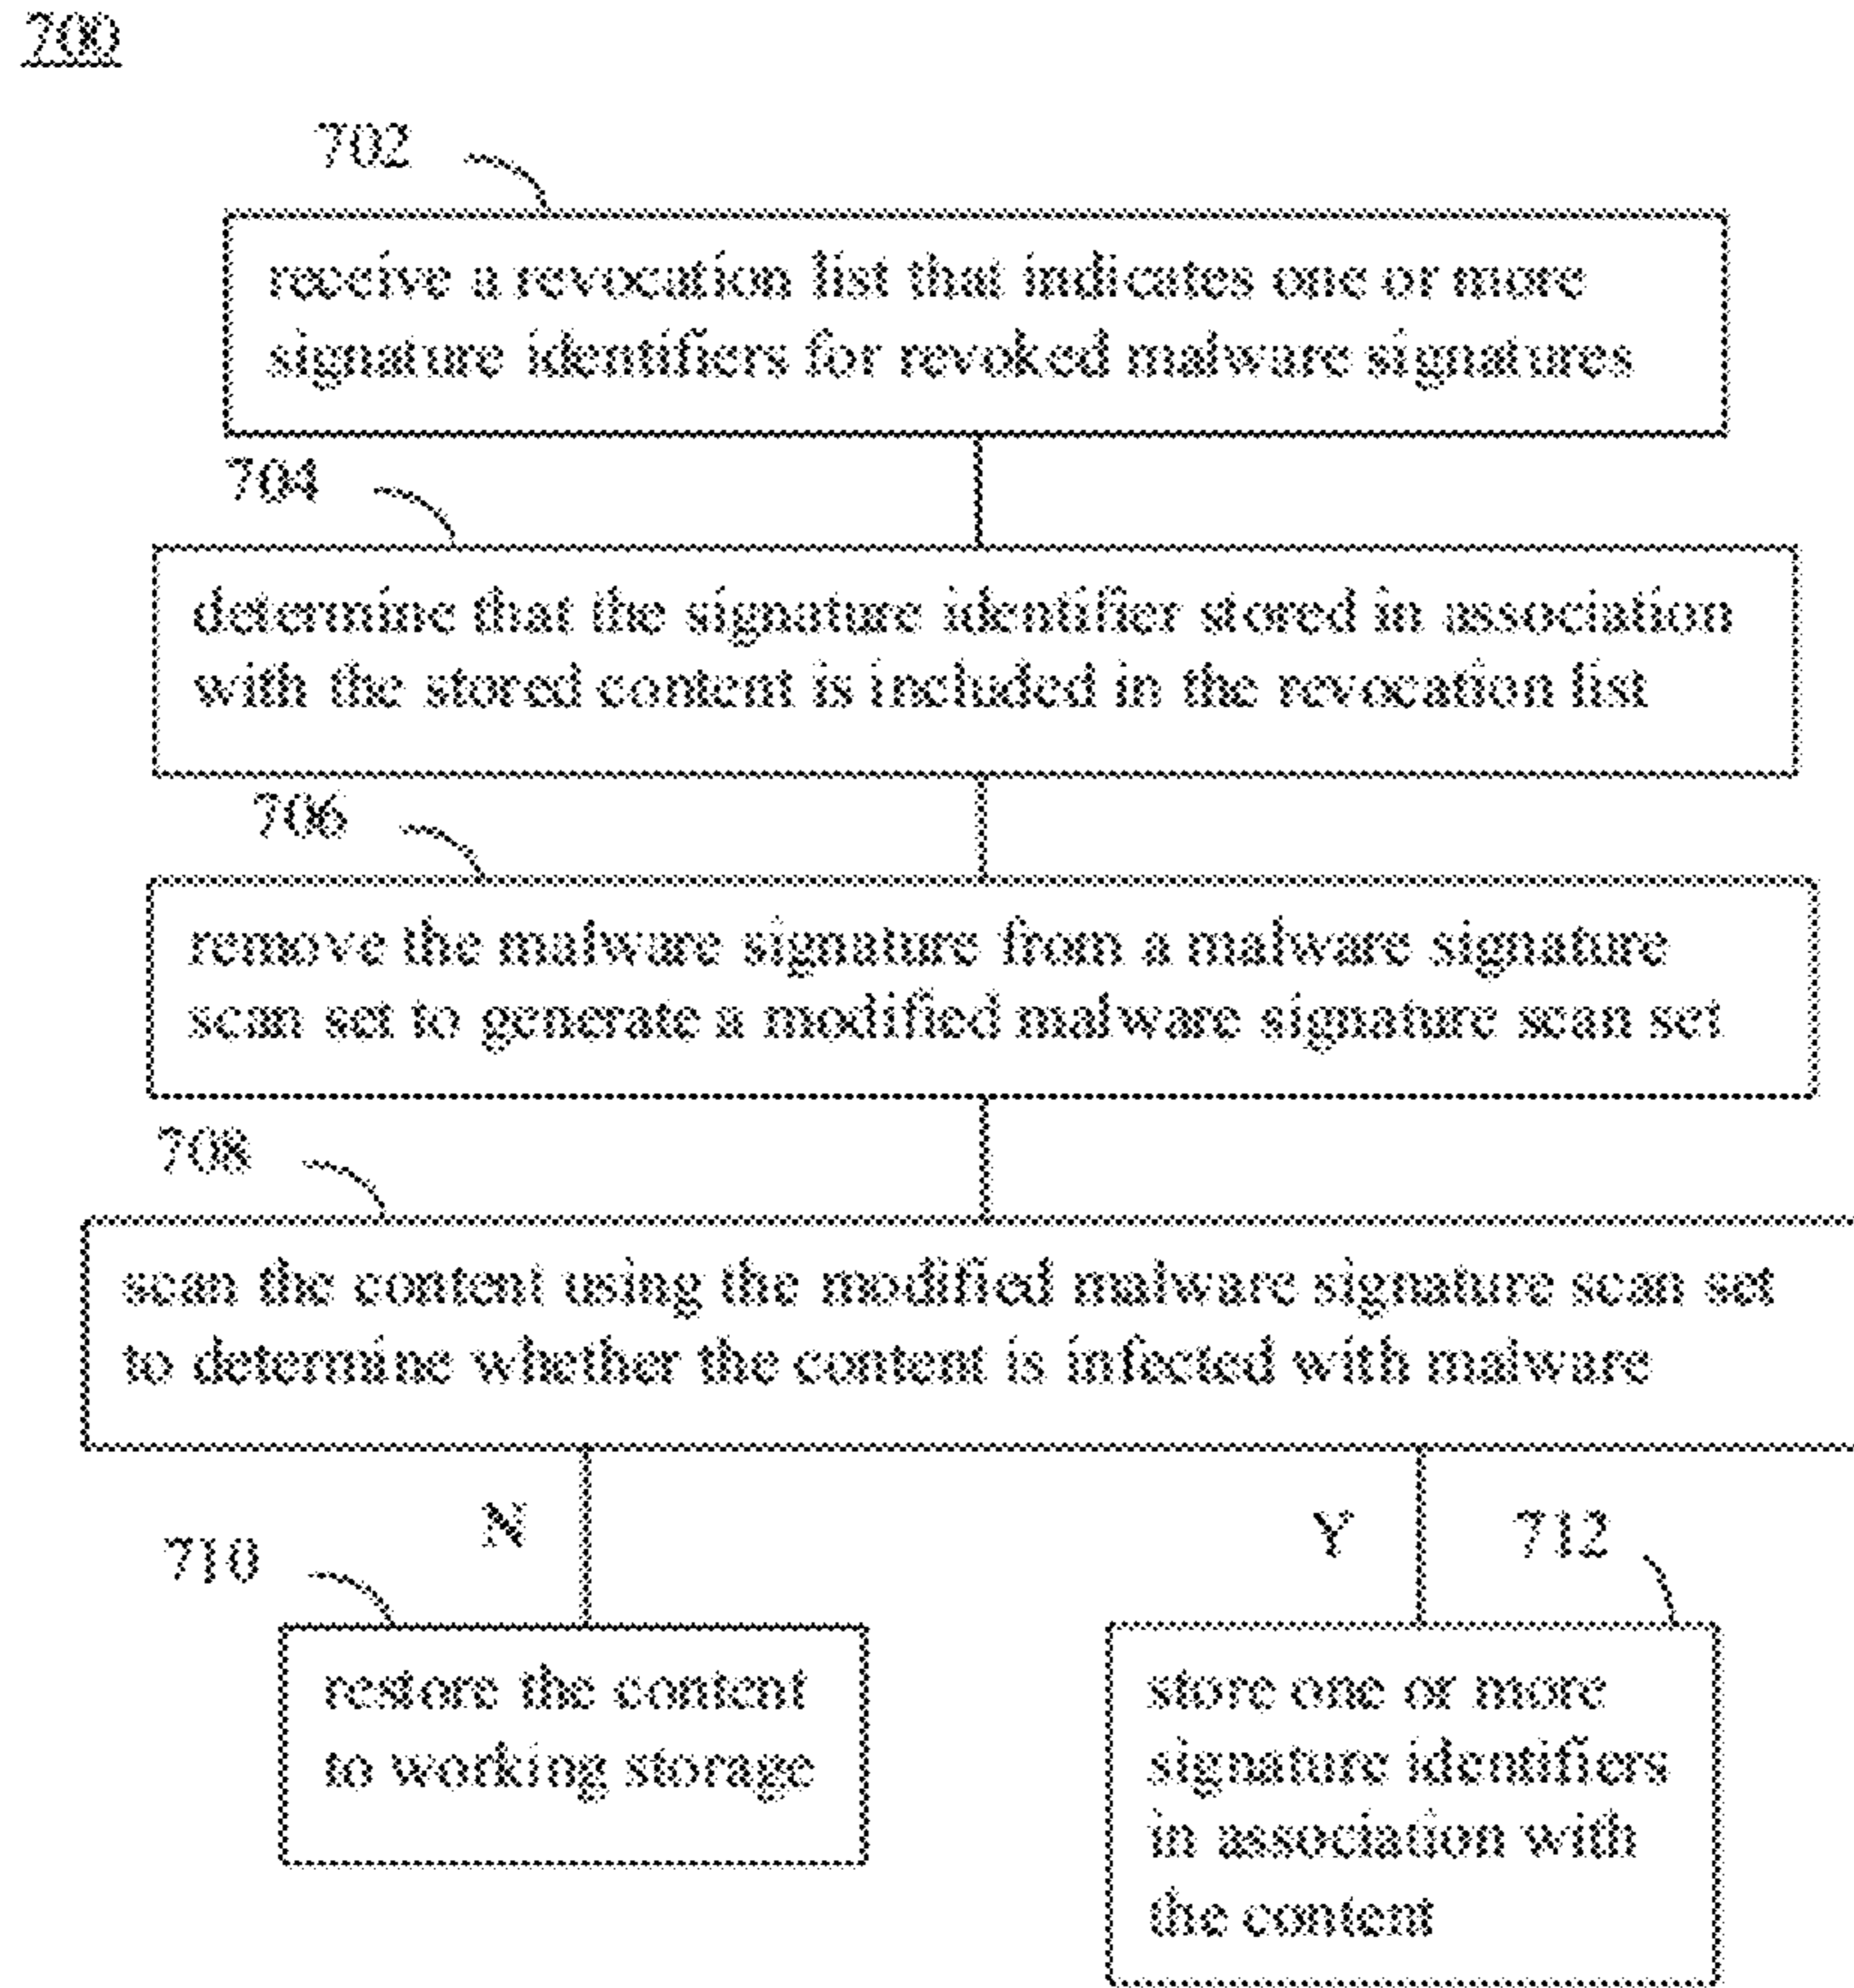 700
702
receive a revocation list that indicates one or more
signature identifiers for revoked malware signatures
704
determine that the signature identifier stored in association
with the stored content is included in the revocation list
706
remove the malware signature from a malware signature
scan set to generate a modified malware signature scan set
708
scan the content using the modified malware signature scan set
to determine whether the content is infected with malware
N
Y
710
712
restore the content
to working storage
store one or more
signature identifiers
in association with
the content